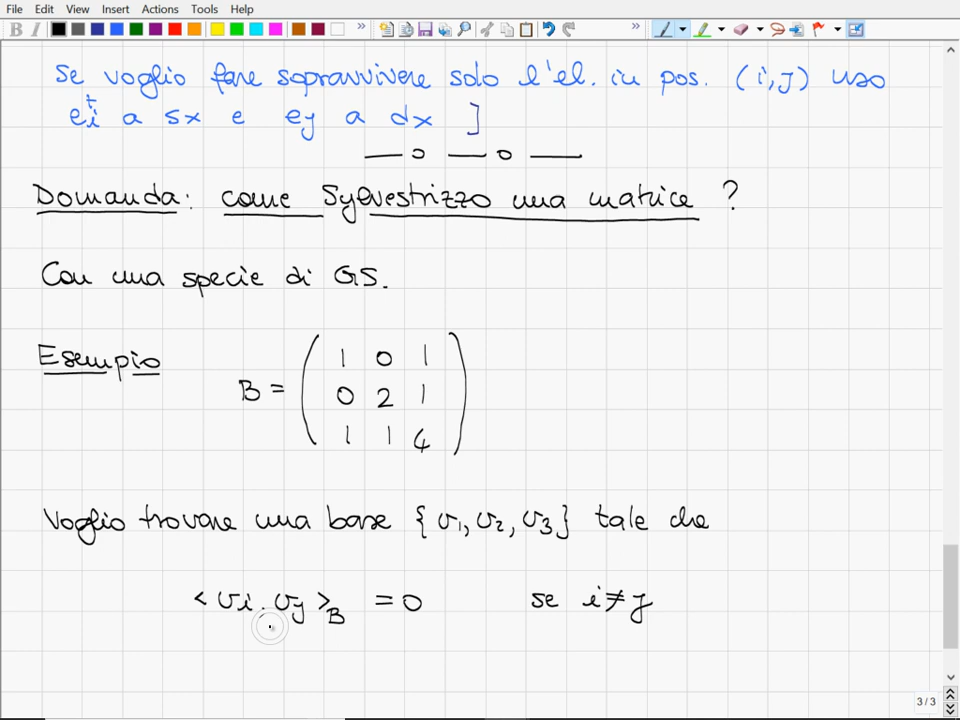 File Edit View Insert Actions Tools Help
B I
Se voglio fare sopravvivere solo l'el. in pos. (i,j) uso
e_i^t a sx e e_j a dx ]
Domanda: come Sylvestrizzo una matrice ?
Con una specie di GS.
Esempio
B = ( 1 0 1
0 2 1
1 1 4 )
Voglio trovare una base {v1, v2, v3} tale che
<vi, vj>_B = 0 se i ≠ j
3 / 3